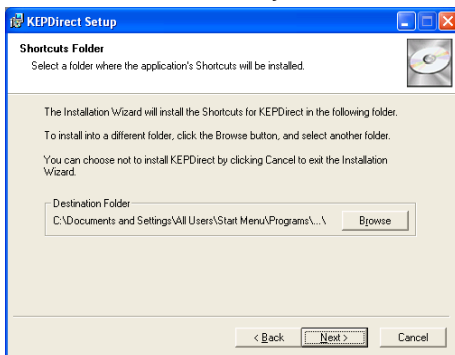 KEPDirect Setup
Shortcuts Folder
Select a folder where the application's Shortcuts will be installed.
The Installation Wizard will install the Shortcuts for KEPDirect in the following folder.
To install into a different folder, click the Browse button, and select another folder.
You can choose not to install KEPDirect by clicking Cancel to exit the Installation
Wizard.
Destination Folder
C:\Documents and Settings\All Users\Start Menu\Programs\...\ Browse
< Back Next > Cancel